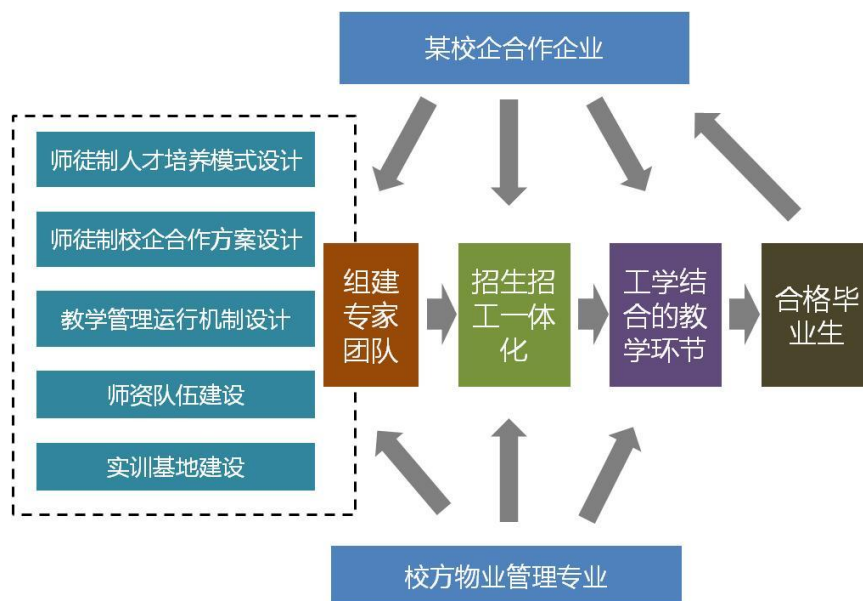 某校企合作企业
师徒制人才培养模式设计
师徒制校企合作方案设计
教学管理运行机制设计
师资队伍建设
实训基地建设
组建
专家
团队
招生招
工一体
化
工学结
合的教
学环节
合格毕
业生
校方物业管理专业